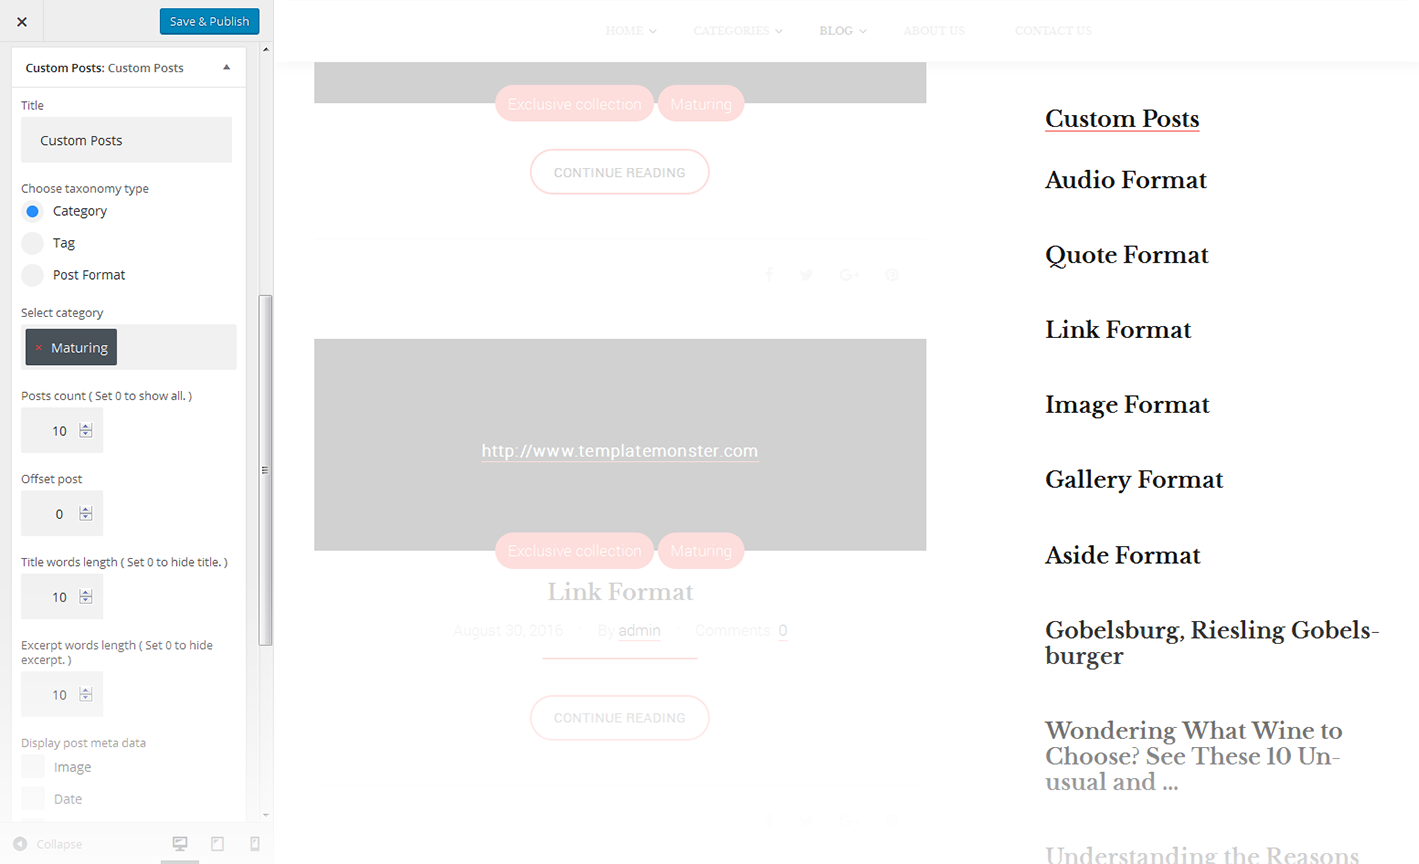 Save & Publish
Custom Posts: Custom Posts
Title
Custom Posts
Choose taxonomy type
Category
Tag
Post Format
Select category
× Maturing
Posts count ( Set 0 to show all. )
10
Offset post
0
Title words length ( Set 0 to hide title. )
10
Excerpt words length ( Set 0 to hide
excerpt. )
10
Display post meta data
Image
Date
Collapse
HOME CATEGORIES BLOG ABOUT US CONTACT US
Exclusive collection Maturing
CONTINUE READING
http://www.templatemonster.com
Exclusive collection Maturing
Link Format
August 30, 2016 By admin Comments: 0
CONTINUE READING
Custom Posts
Audio Format
Quote Format
Link Format
Image Format
Gallery Format
Aside Format
Gobelsburg, Riesling Gobels-
burger
Wondering What Wine to
Choose? See These 10 Un-
usual and ...
Understanding the Reasons